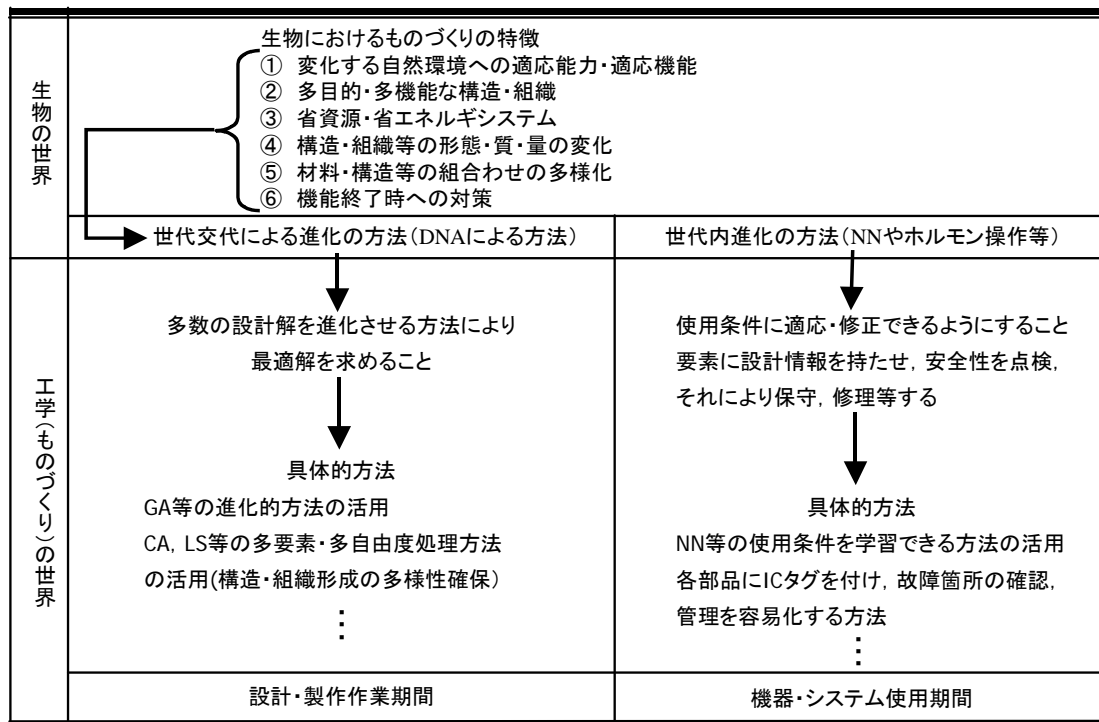 生物の世界
生物におけるものづくりの特徴
① 変化する自然環境への適応能力・適応機能
② 多目的・多機能な構造・組織
③ 省資源・省エネルギシステム
④ 構造・組織等の形態・質・量の変化
⑤ 材料・構造等の組合わせの多様化
⑥ 機能終了時への対策
世代交代による進化の方法（DNAによる方法）
世代内進化の方法（NNやホルモン操作等）
工学（ものづくり）の世界
多数の設計解を進化させる方法により
最適解を求めること
具体的方法
GA等の進化的方法の活用
CA, LS等の多要素・多自由度処理方法
の活用(構造・組織形成の多様性確保）
⋮
使用条件に適応・修正できるようにすること
要素に設計情報を持たせ, 安全性を点検,
それにより保守, 修理等する
具体的方法
NN等の使用条件を学習できる方法の活用
各部品にICタグを付け, 故障箇所の確認,
管理を容易化する方法
⋮
設計・製作作業期間
機器・システム使用期間